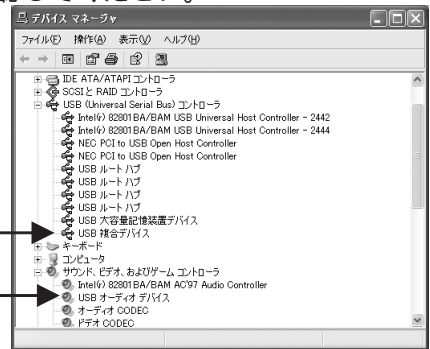 デバイス マネージャ
ファイル(F) 操作(A) 表示(V) ヘルプ(H)
IDE ATA/ATAPI コントローラ
SCSI と RAID コントローラ
USB (Universal Serial Bus) コントローラ
Intel(r) 82801BA/BAM USB Universal Host Controller - 2442
Intel(r) 82801BA/BAM USB Universal Host Controller - 2444
NEC PCI to USB Open Host Controller
NEC PCI to USB Open Host Controller
USB ルート ハブ
USB ルート ハブ
USB ルート ハブ
USB ルート ハブ
USB 大容量記憶装置デバイス
USB 複合デバイス
キーボード
コンピュータ
サウンド、ビデオ、およびゲーム コントローラ
Intel(r) 82801BA/BAM AC'97 Audio Controller
USB オーディオ デバイス
オーディオ CODEC
ビデオ CODEC